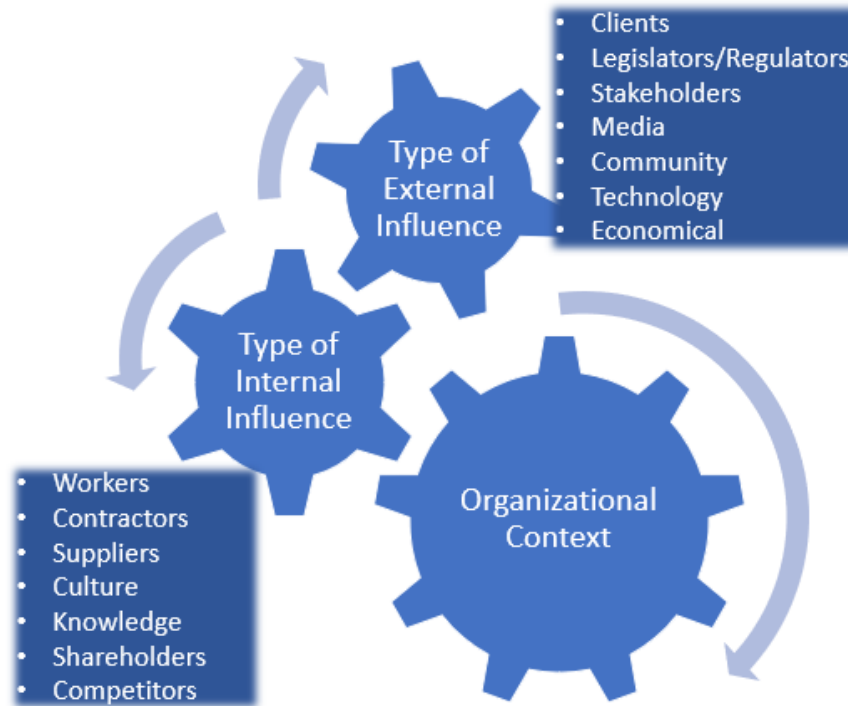 • Clients
• Legislators/Regulators
• Stakeholders
• Media
• Community
• Technology
• Economical
Type of
External
Influence
Type of
Internal
Influence
Organizational
Context
• Workers
• Contractors
• Suppliers
• Culture
• Knowledge
• Shareholders
• Competitors